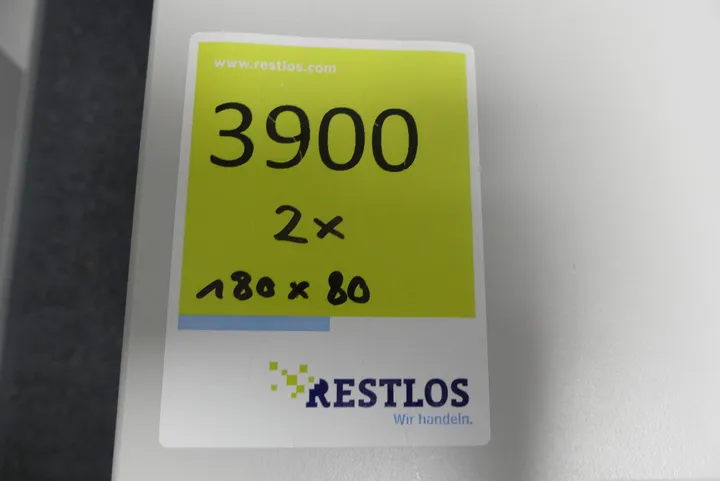 www.restlos.com
3900
2x
180 x 80
RESTLOS
Wir handeln.